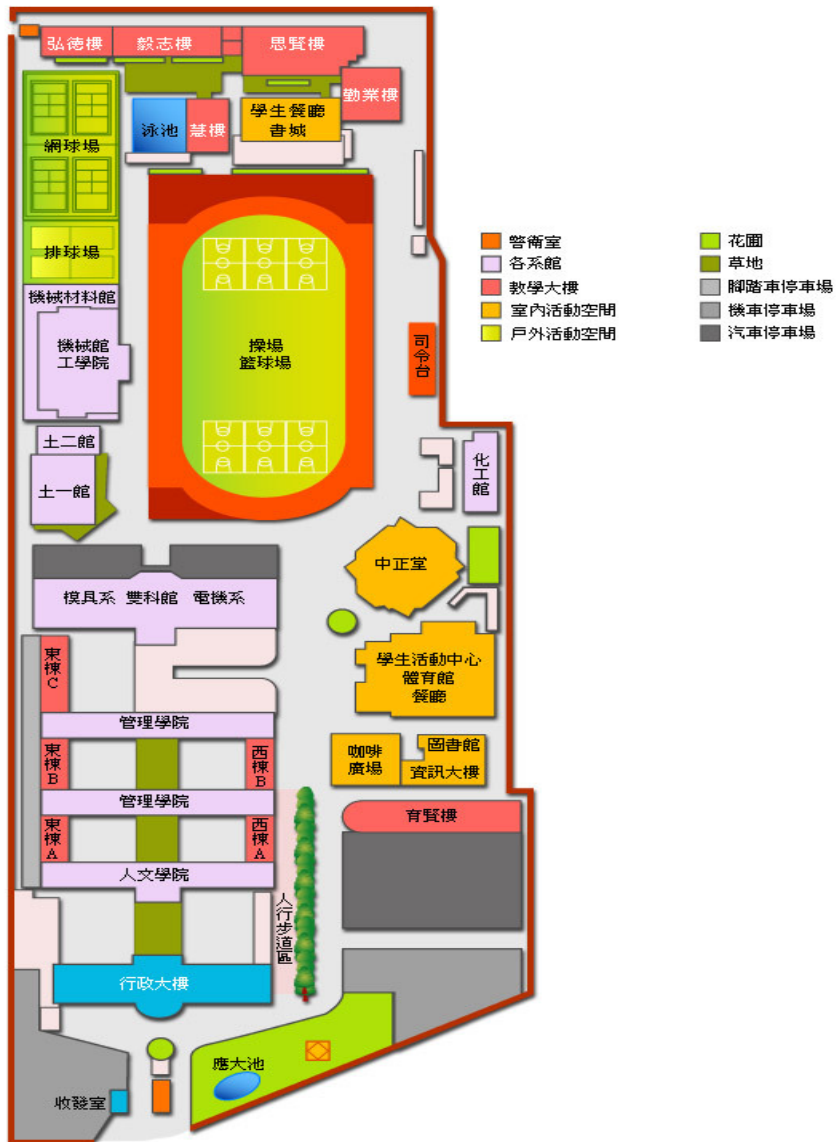 弘德樓
毅志樓
思賢樓
勤業樓
泳池
慧樓
學生餐廳
書城
網球場
排球場
機械材料館
機械館
工學院
操場
籃球場
司令台
警衛室
各系館
教學大樓
室內活動空間
戶外活動空間
花圃
草地
腳踏車停車場
機車停車場
汽車停車場
土二館
土一館
化工館
中正堂
模具系
雙科館
電機系
學生活動中心
體育館
餐廳
東棟C
管理學院
東棟B
西棟B
咖啡
廣場
圖書館
資訊大樓
管理學院
東棟A
西棟A
育賢樓
人文學院
人行步道區
行政大樓
應大池
收發室